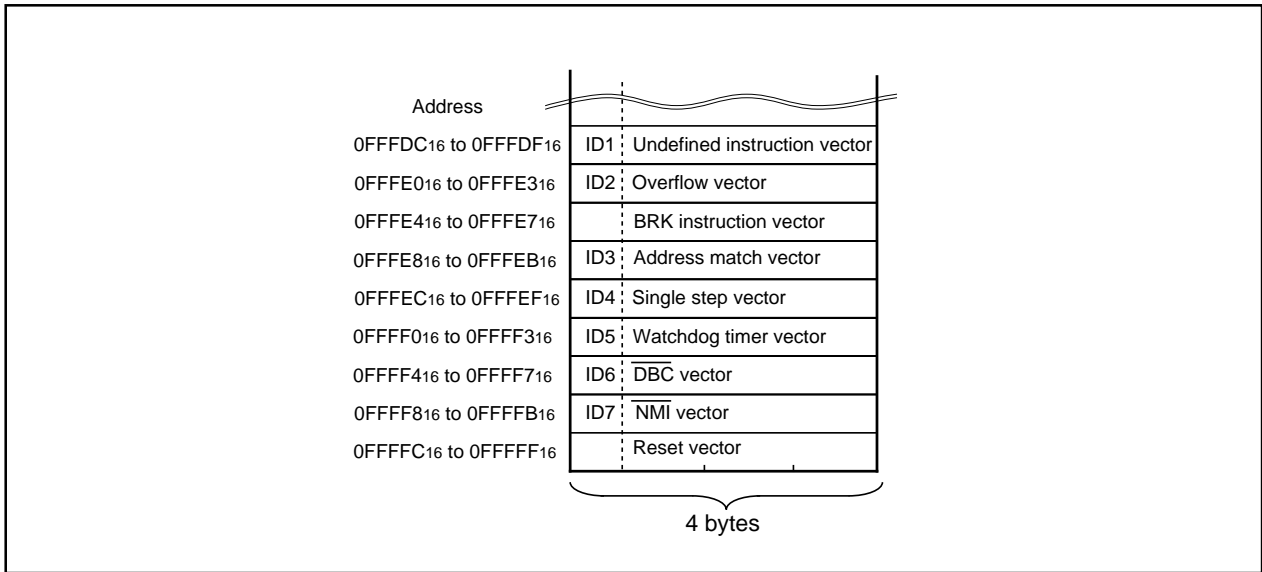 Address
0FFFDC16 to 0FFFDF16 ID1 Undefined instruction vector
0FFFE016 to 0FFFE316 ID2 Overflow vector
0FFFE416 to 0FFFE716 BRK instruction vector
0FFFE816 to 0FFFEB16 ID3 Address match vector
0FFFEC16 to 0FFFEF16 ID4 Single step vector
0FFFF016 to 0FFFF316 ID5 Watchdog timer vector
0FFFF416 to 0FFFF716 ID6 DBC vector
0FFFF816 to 0FFFFB16 ID7 NMI vector
0FFFFC16 to 0FFFFF16 Reset vector
4 bytes